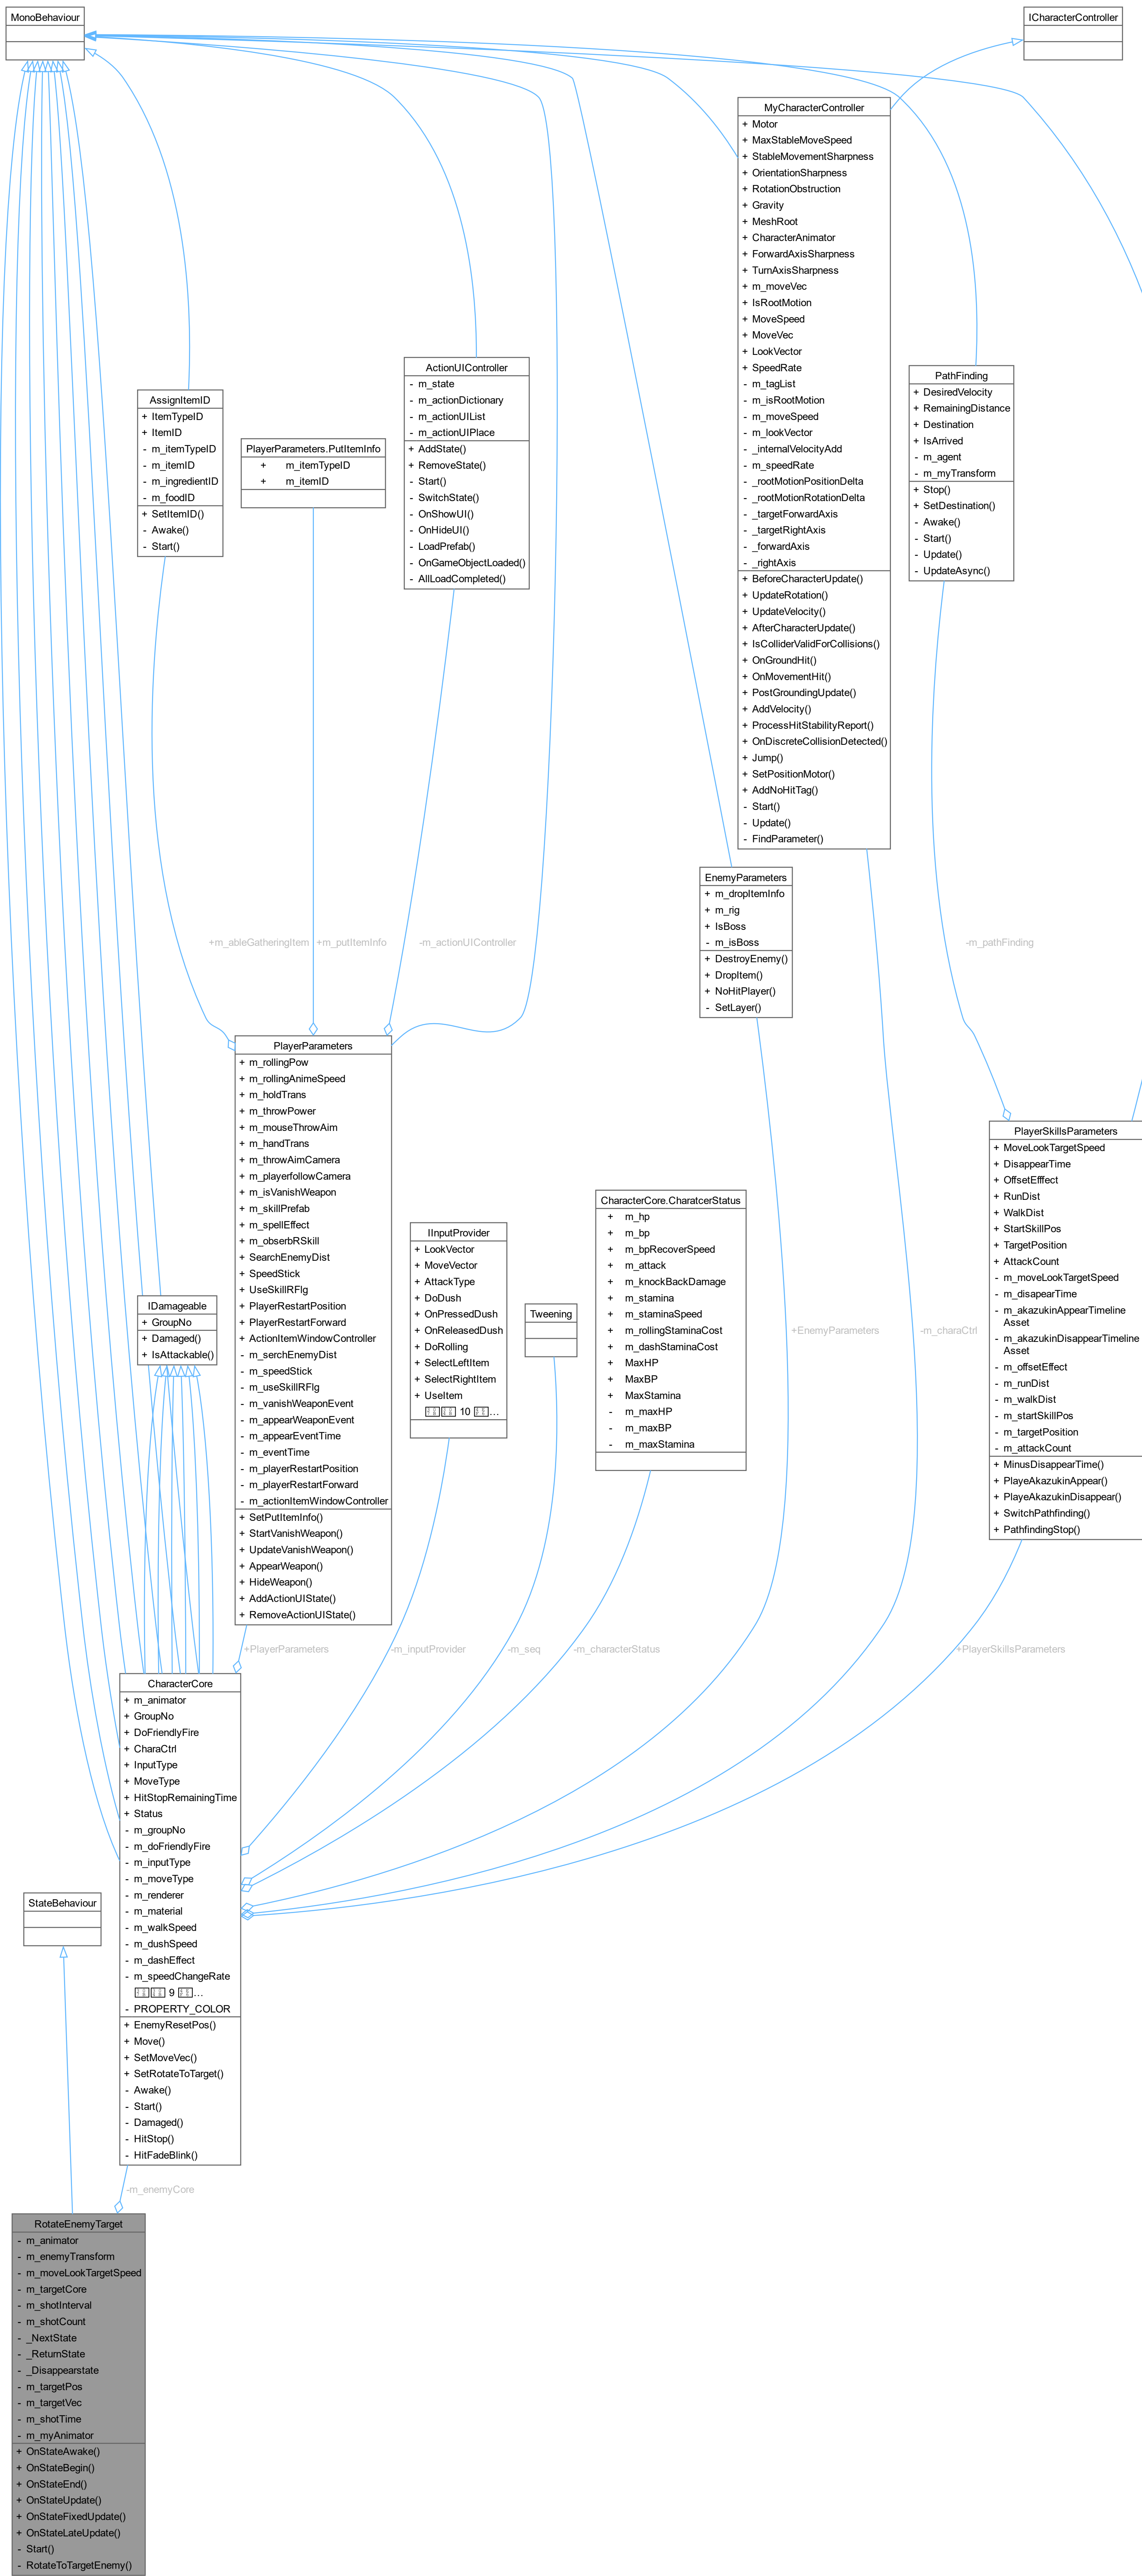 MonoBehaviour
ICharacterController
MyCharacterController
+ Motor
+ MaxStableMoveSpeed
+ StableMovementSharpness
+ OrientationSharpness
+ RotationObstruction
+ Gravity
+ MeshRoot
+ CharacterAnimator
+ ForwardAxisSharpness
+ TurnAxisSharpness
+ m_moveVec
+ IsRootMotion
+ MoveSpeed
+ MoveVec
+ LookVector
+ SpeedRate
- m_tagList
- m_isRootMotion
- m_moveSpeed
- m_lookVector
- _internalVelocityAdd
- m_speedRate
- _rootMotionPositionDelta
- _rootMotionRotationDelta
- _targetForwardAxis
- _targetRightAxis
- _forwardAxis
- _rightAxis
+ BeforeCharacterUpdate()
+ UpdateRotation()
+ UpdateVelocity()
+ AfterCharacterUpdate()
+ IsColliderValidForCollisions()
+ OnGroundHit()
+ OnMovementHit()
+ PostGroundingUpdate()
+ AddVelocity()
+ ProcessHitStabilityReport()
+ OnDiscreteCollisionDetected()
+ Jump()
+ SetPositionMotor()
+ AddNoHitTag()
- Start()
- Update()
- FindParameter()
ActionUIController
- m_state
- m_actionDictionary
- m_actionUIList
- m_actionUIPlace
+ AddState()
+ RemoveState()
- Start()
- SwitchState()
- OnShowUI()
- OnHideUI()
- LoadPrefab()
- OnGameObjectLoaded()
- AllLoadCompleted()
PathFinding
+ DesiredVelocity
+ RemainingDistance
+ Destination
+ IsArrived
- m_agent
- m_myTransform
+ Stop()
+ SetDestination()
- Awake()
- Start()
- Update()
- UpdateAsync()
AssignItemID
+ ItemTypeID
+ ItemID
- m_itemTypeID
- m_itemID
- m_ingredientID
- m_foodID
+ SetItemID()
- Awake()
- Start()
PlayerParameters.PutItemInfo
+ m_itemTypeID
+ m_itemID
EnemyParameters
+ m_dropItemInfo
+ m_rig
+ IsBoss
- m_isBoss
+ DestroyEnemy()
+ DropItem()
+ NoHitPlayer()
- SetLayer()
+m_ableGatheringItem
+m_putItemInfo
-m_actionUIController
-m_pathFinding
PlayerParameters
+ m_rollingPow
+ m_rollingAnimeSpeed
+ m_holdTrans
+ m_throwPower
+ m_mouseThrowAim
+ m_handTrans
+ m_throwAimCamera
+ m_playerfollowCamera
+ m_isVanishWeapon
+ m_skillPrefab
+ m_spellEffect
+ m_obserbRSkill
+ SearchEnemyDist
+ SpeedStick
+ UseSkillRFlg
+ PlayerRestartPosition
+ PlayerRestartForward
+ ActionItemWindowController
- m_serchEnemyDist
- m_speedStick
- m_useSkillRFlg
- m_vanishWeaponEvent
- m_appearWeaponEvent
- m_appearEventTime
- m_eventTime
- m_playerRestartPosition
- m_playerRestartForward
- m_actionItemWindowController
+ SetPutItemInfo()
+ StartVanishWeapon()
+ UpdateVanishWeapon()
+ AppearWeapon()
+ HideWeapon()
+ AddActionUIState()
+ RemoveActionUIState()
PlayerSkillsParameters
+ MoveLookTargetSpeed
+ DisappearTime
+ OffsetEfffect
+ RunDist
+ WalkDist
+ StartSkillPos
+ TargetPosition
+ AttackCount
- m_moveLookTargetSpeed
- m_disapearTime
- m_akazukinAppearTimeline
Asset
- m_akazukinDisappearTimeline
Asset
- m_offsetEffect
- m_runDist
- m_walkDist
- m_startSkillPos
- m_targetPosition
- m_attackCount
+ MinusDisappearTime()
+ PlayeAkazukinAppear()
+ PlayeAkazukinDisappear()
+ SwitchPathfinding()
+ PathfindingStop()
CharacterCore.CharatcerStatus
+ m_hp
+ m_bp
+ m_bpRecoverSpeed
+ m_attack
+ m_knockBackDamage
+ m_stamina
+ m_staminaSpeed
+ m_rollingStaminaCost
+ m_dashStaminaCost
+ MaxHP
+ MaxBP
+ MaxStamina
- m_maxHP
- m_maxBP
- m_maxStamina
IInputProvider
+ LookVector
+ MoveVector
+ AttackType
+ DoDush
+ OnPressedDush
+ OnReleasedDush
+ DoRolling
+ SelectLeftItem
+ SelectRightItem
+ UseItem
10 ...
Tweening
IDamageable
+ GroupNo
+ Damaged()
+ IsAttackable()
+EnemyParameters
-m_charaCtrl
+PlayerParameters
-m_inputProvider
-m_seq
-m_characterStatus
+PlayerSkillsParameters
CharacterCore
+ m_animator
+ GroupNo
+ DoFriendlyFire
+ CharaCtrl
+ InputType
+ MoveType
+ HitStopRemainingTime
+ Status
- m_groupNo
- m_doFriendlyFire
- m_inputType
- m_moveType
- m_renderer
- m_material
- m_walkSpeed
- m_dushSpeed
- m_dashEffect
- m_speedChangeRate
9 ...
- PROPERTY_COLOR
+ EnemyResetPos()
+ Move()
+ SetMoveVec()
+ SetRotateToTarget()
- Awake()
- Start()
- Damaged()
- HitStop()
- HitFadeBlink()
StateBehaviour
-m_enemyCore
RotateEnemyTarget
- m_animator
- m_enemyTransform
- m_moveLookTargetSpeed
- m_targetCore
- m_shotInterval
- m_shotCount
- _NextState
- _ReturnState
- _Disappearstate
- m_targetPos
- m_targetVec
- m_shotTime
- m_myAnimator
+ OnStateAwake()
+ OnStateBegin()
+ OnStateEnd()
+ OnStateUpdate()
+ OnStateFixedUpdate()
+ OnStateLateUpdate()
- Start()
- RotateToTargetEnemy()